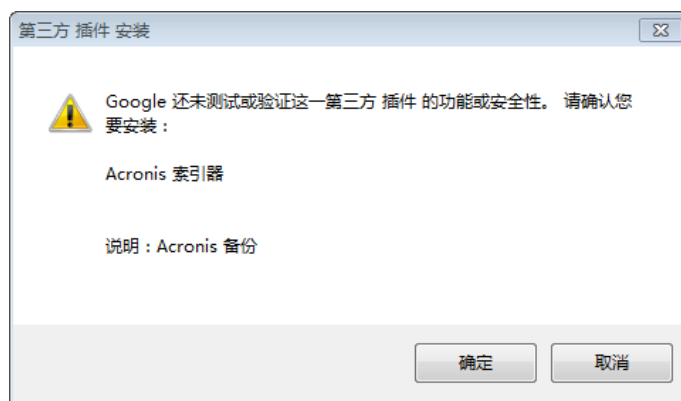 第三方 插件 安装
Google 还未测试或验证这一第三方 插件 的功能或安全性。 请确认您
要安装：
Acronis 索引器
说明：Acronis 备份
确定
取消